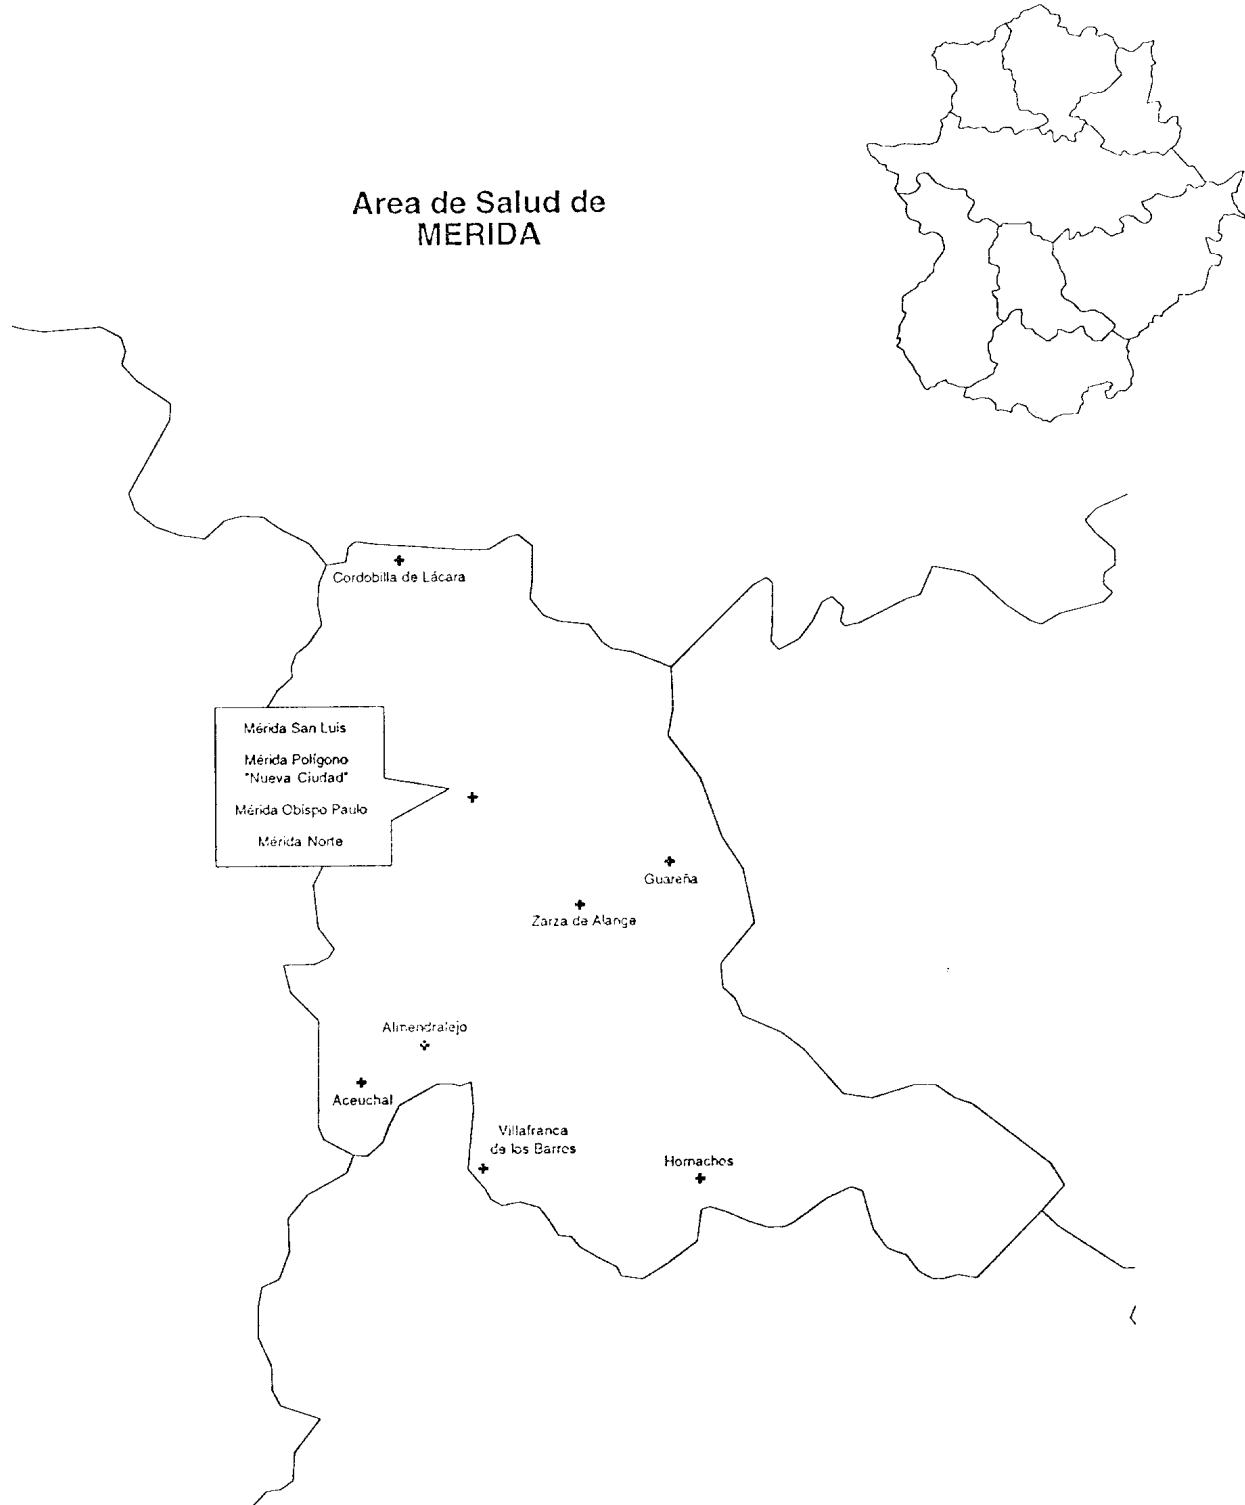 Area de Salud de
MERIDA
Cordobilla de Lácara
Mérida San Luis
Mérida Polígono
"Nueva Ciudad"
Mérida Obispo Paulo
Mérida Norte
Guareña
Zarza de Alange
Almendralejo
Aceuchal
Villafranca
de los Barros
Hornachos